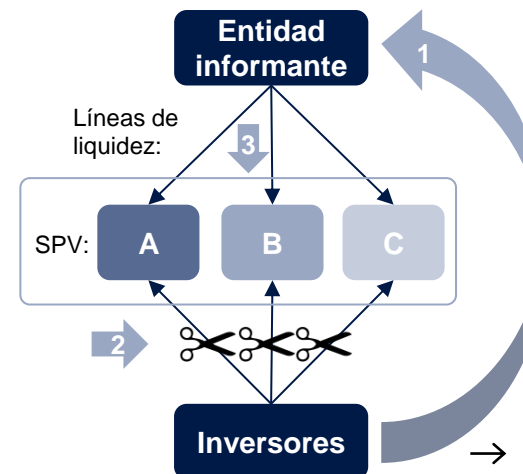 Entidad
informante
1
Líneas de
liquidez:
3
SPV:
A
B
C
2
Inversores
→